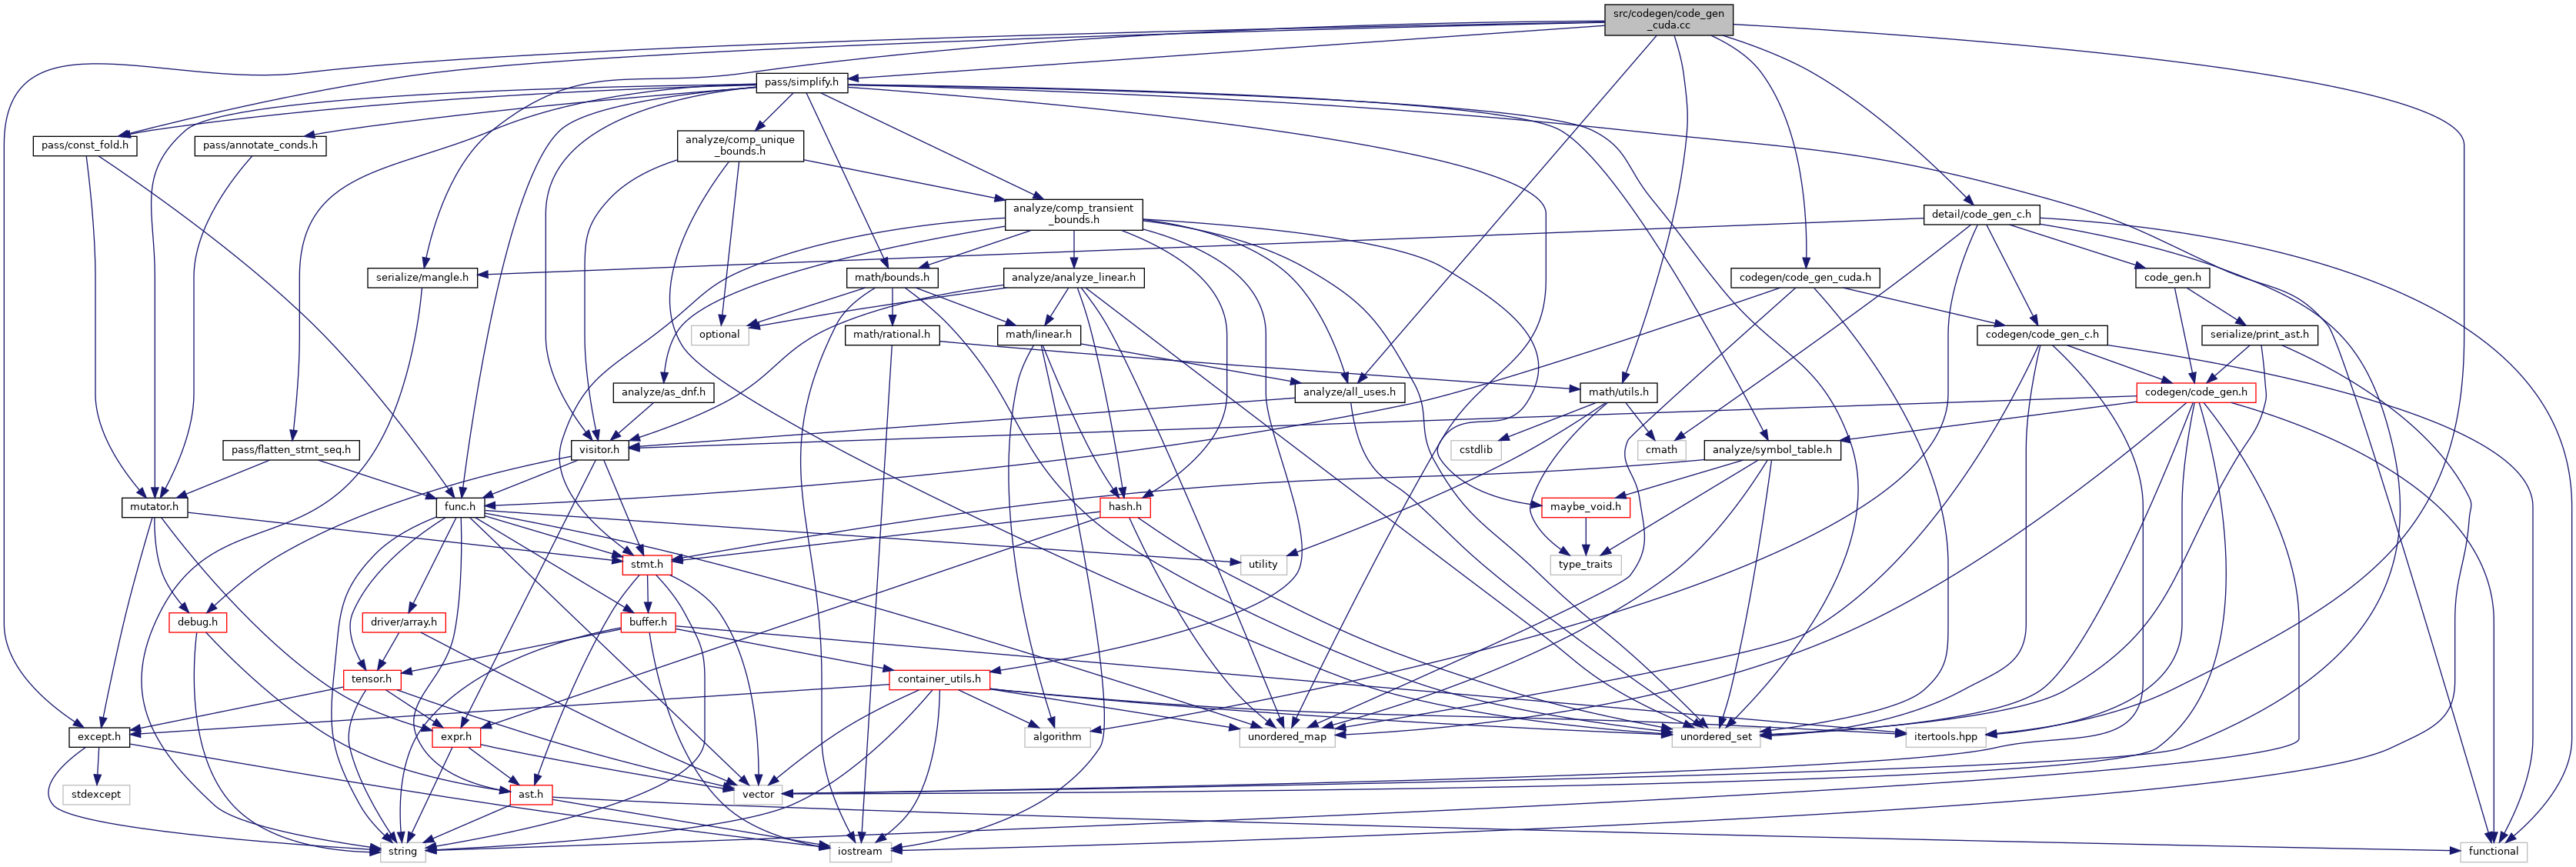 src/codegen/code_gen
_cuda.cc
pass/simplify.h
pass/const_fold.h
pass/annotate_conds.h
analyze/comp_unique
_bounds.h
analyze/comp_transient
_bounds.h
detail/code_gen_c.h
serialize/mangle.h
math/bounds.h
analyze/analyze_linear.h
codegen/code_gen_cuda.h
code_gen.h
optional
math/rational.h
math/linear.h
codegen/code_gen_c.h
serialize/print_ast.h
analyze/as_dnf.h
analyze/all_uses.h
math/utils.h
codegen/code_gen.h
pass/flatten_stmt_seq.h
visitor.h
cstdlib
cmath
analyze/symbol_table.h
mutator.h
func.h
hash.h
maybe_void.h
stmt.h
utility
type_traits
debug.h
driver/array.h
buffer.h
tensor.h
container_utils.h
except.h
expr.h
algorithm
unordered_map
unordered_set
itertools.hpp
stdexcept
ast.h
vector
string
iostream
functional